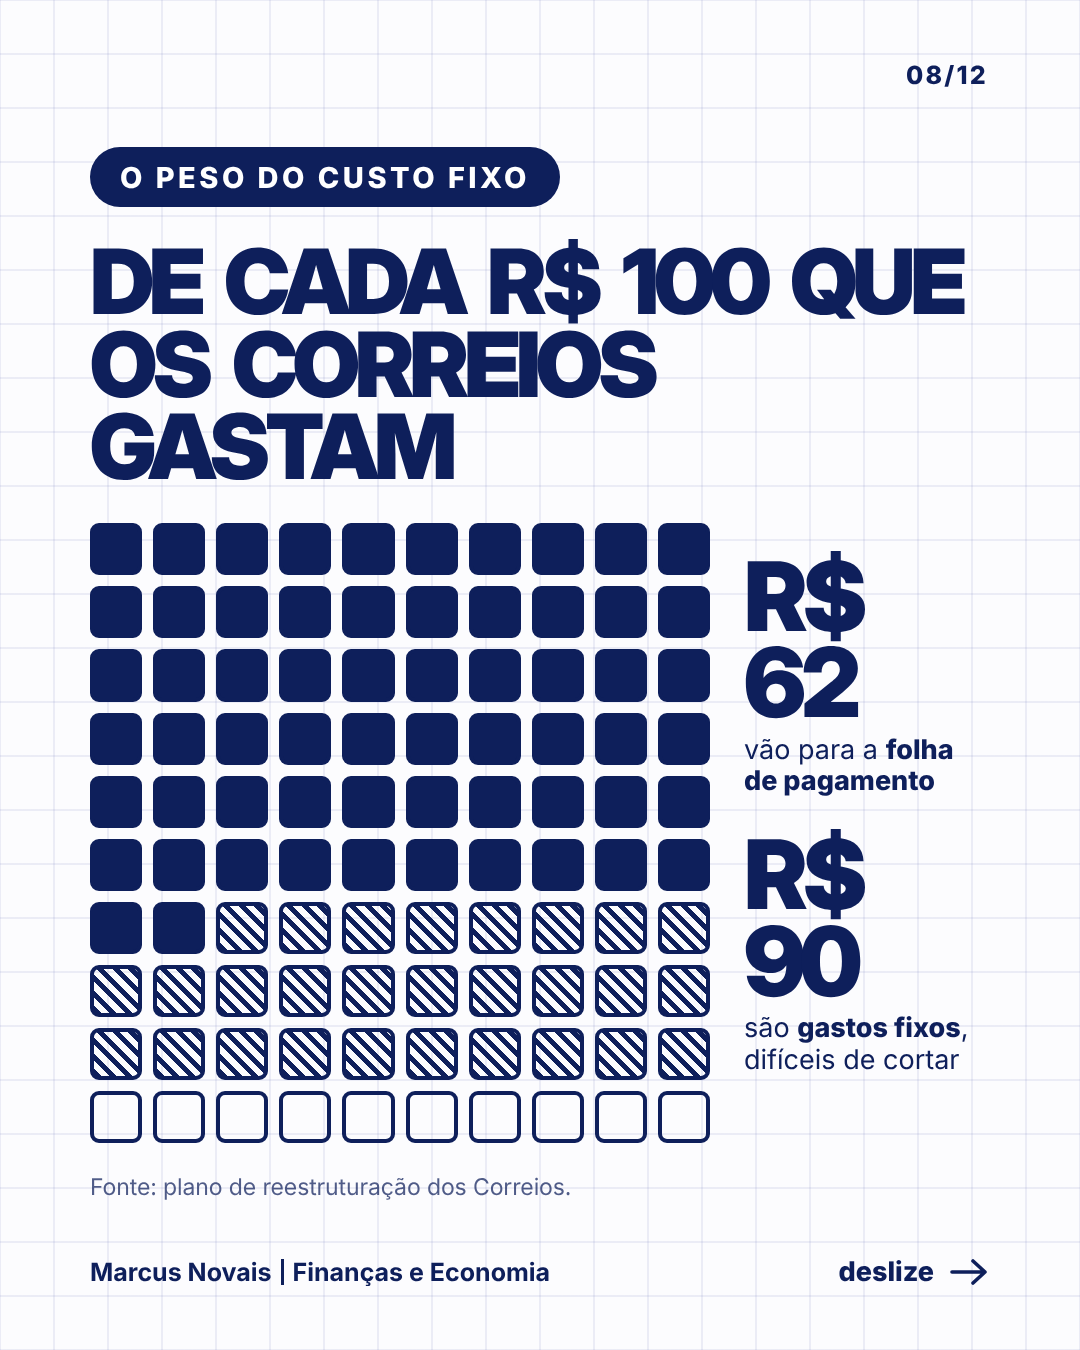 08/12
O PESO DO CUSTO FIXO
DE CADA R$ 100 QUE
OS CORREIOS
GASTAM
R$
62
vão para a folha
de pagamento
R$
90
são gastos fixos,
difíceis de cortar
Fonte: plano de reestruturação dos Correios.
Marcus Novais | Finanças e Economia
deslize →